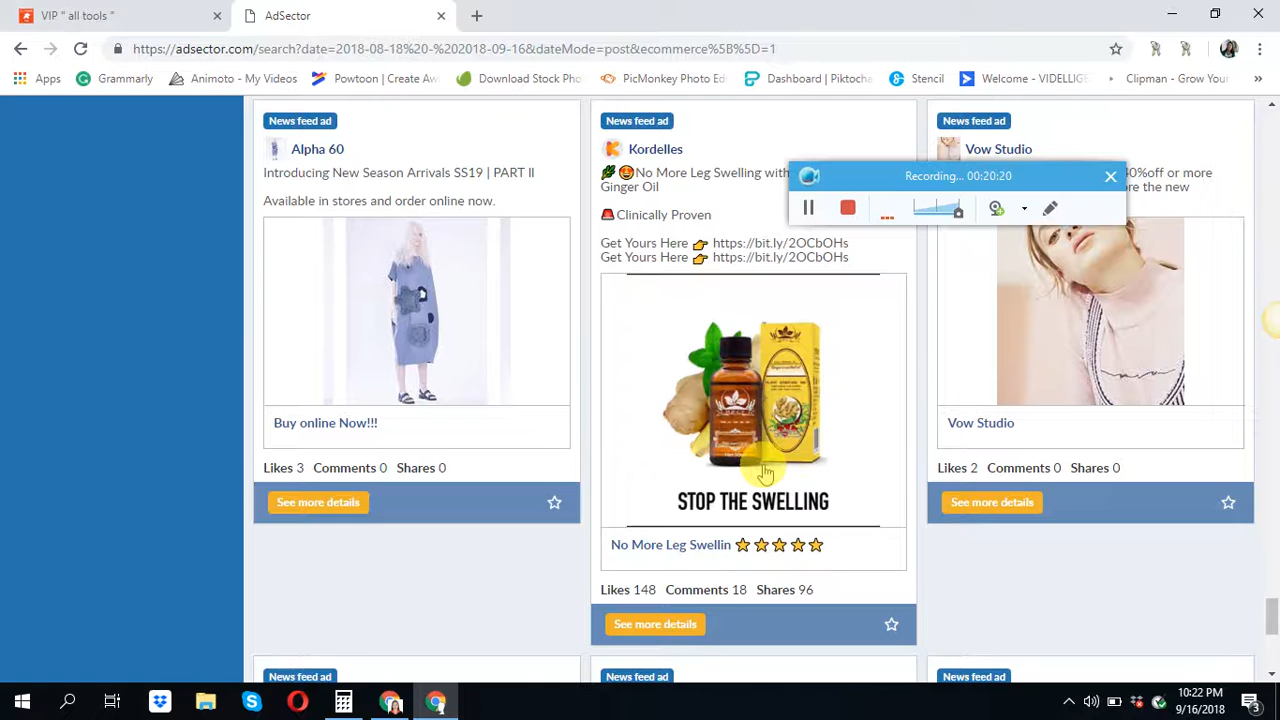 VIP " all tools "
AdSector
https://adsector.com/search?date=2018-08-18%20-%202018-09-16&dateMode=post&ecommerce%5B%5D=1
Apps
Grammarly
Animoto - My Videos
Powtoon | Create Aw
Download Stock Pho
PicMonkey Photo Ed
Dashboard | Piktocha
Stencil
Welcome - VIDELLIGE
Clipman - Grow Your
News feed ad
Alpha 60
Introducing New Season Arrivals SS19 | PART II
Available in stores and order online now.
Buy online Now!!!
Likes 3 Comments 0 Shares 0
See more details
News feed ad
Kordelles
No More Leg Swelling with
Ginger Oil
Clinically Proven
Get Yours Here 👉 https://bit.ly/2OCbOHs
Get Yours Here 👉 https://bit.ly/2OCbOHs
STOP THE SWELLING
No More Leg Swellin
Likes 148 Comments 18 Shares 96
See more details
News feed ad
Vow Studio
40%off or more
ore the new
Vow Studio
Likes 2 Comments 0 Shares 0
See more details
Recording... 00:20:20
News feed ad
News feed ad
News feed ad
10:22 PM
9/16/2018
3